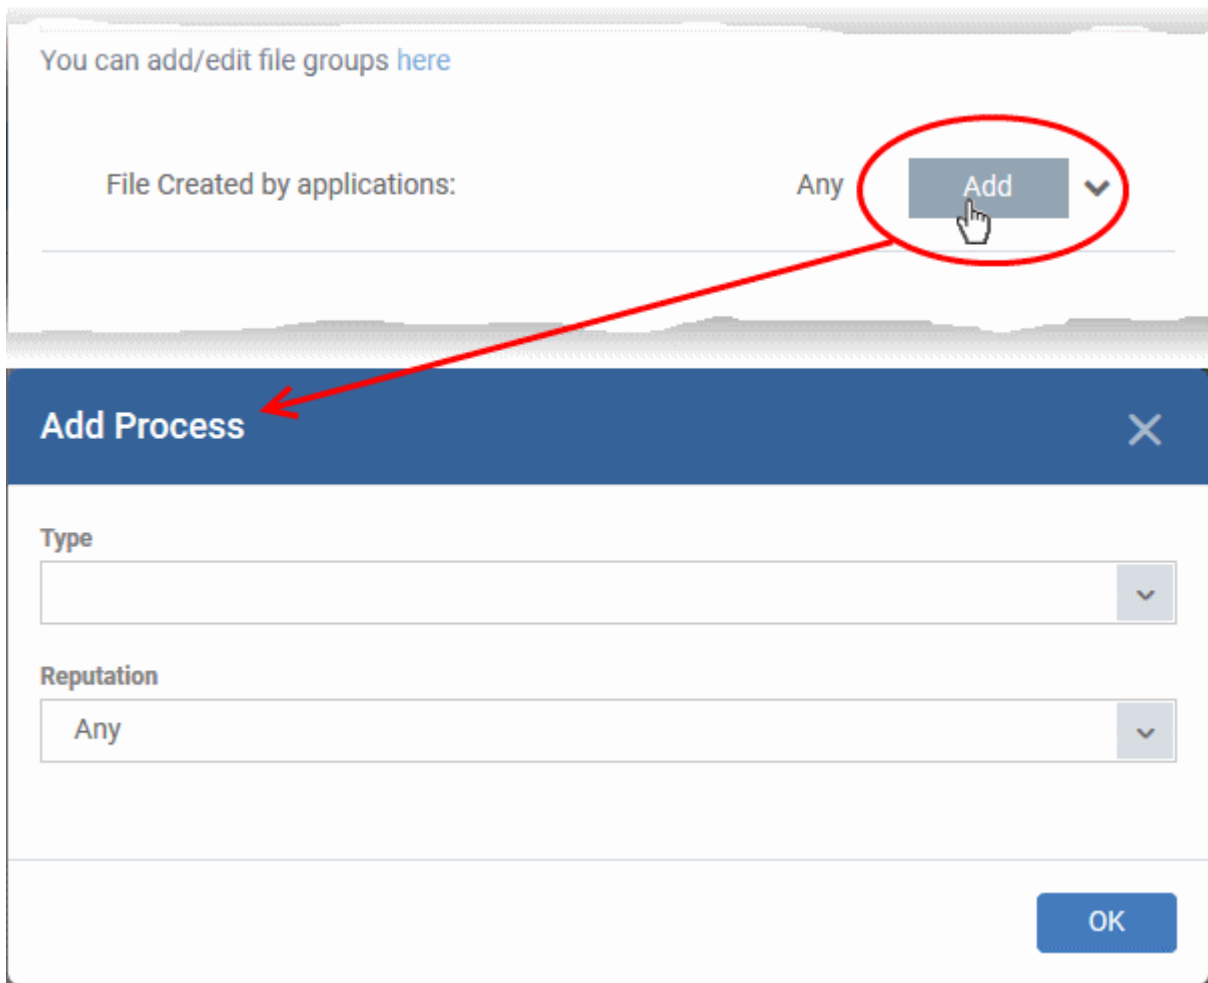 You can add/edit file groups here
File Created by applications: Any Add
Add Process
Type
Reputation
Any
OK